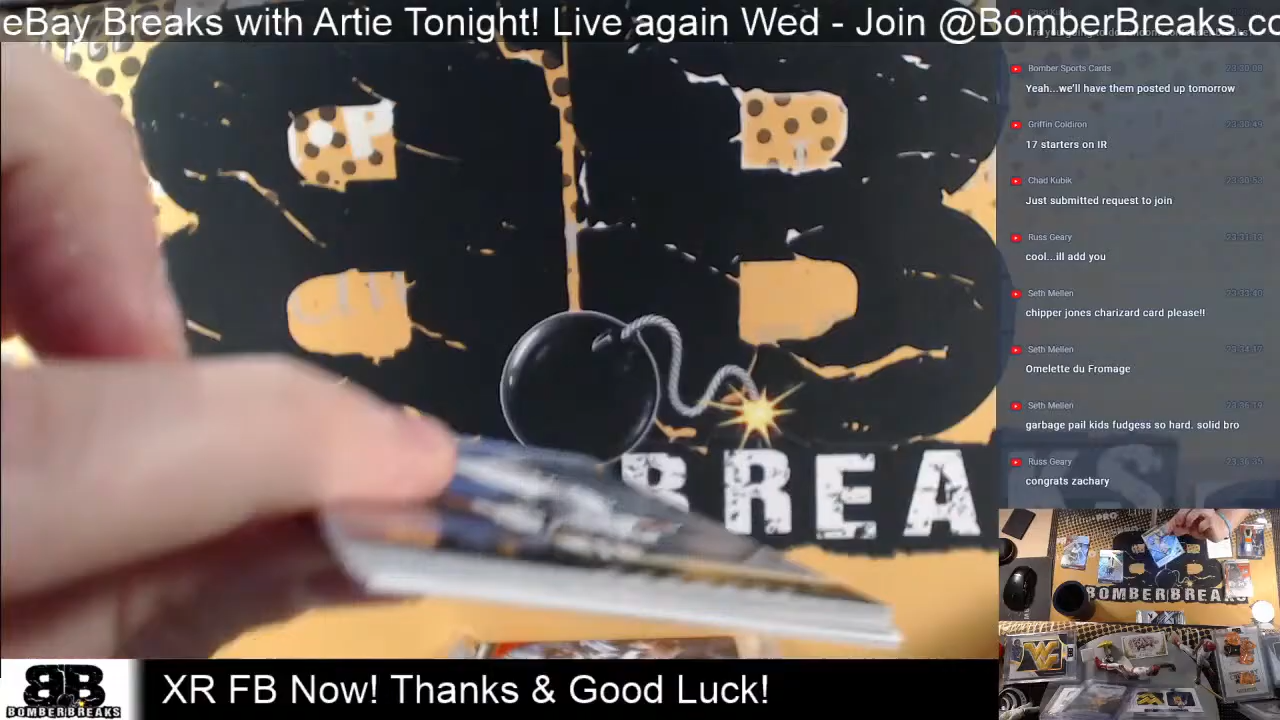 eBay Breaks with Artie Tonight! Live again Wed - Join @BomberBreaks.co
Bomber Sports Cards
Yeah...we'll have them posted up tomorrow
Griffin Coldiron
17 starters on IR
Chad Kubik
Just submitted request to join
Russ Geary
cool...ill add you
Seth Mellen
chipper jones charizard card please!!
Seth Mellen
Omelette du Fromage
Seth Mellen
garbage pail kids fudgess so hard. solid bro
Russ Geary
congrats zachary
BREA
BOMBERBREAKS
BB
BOMBERBREAKS
XR FB Now! Thanks & Good Luck!